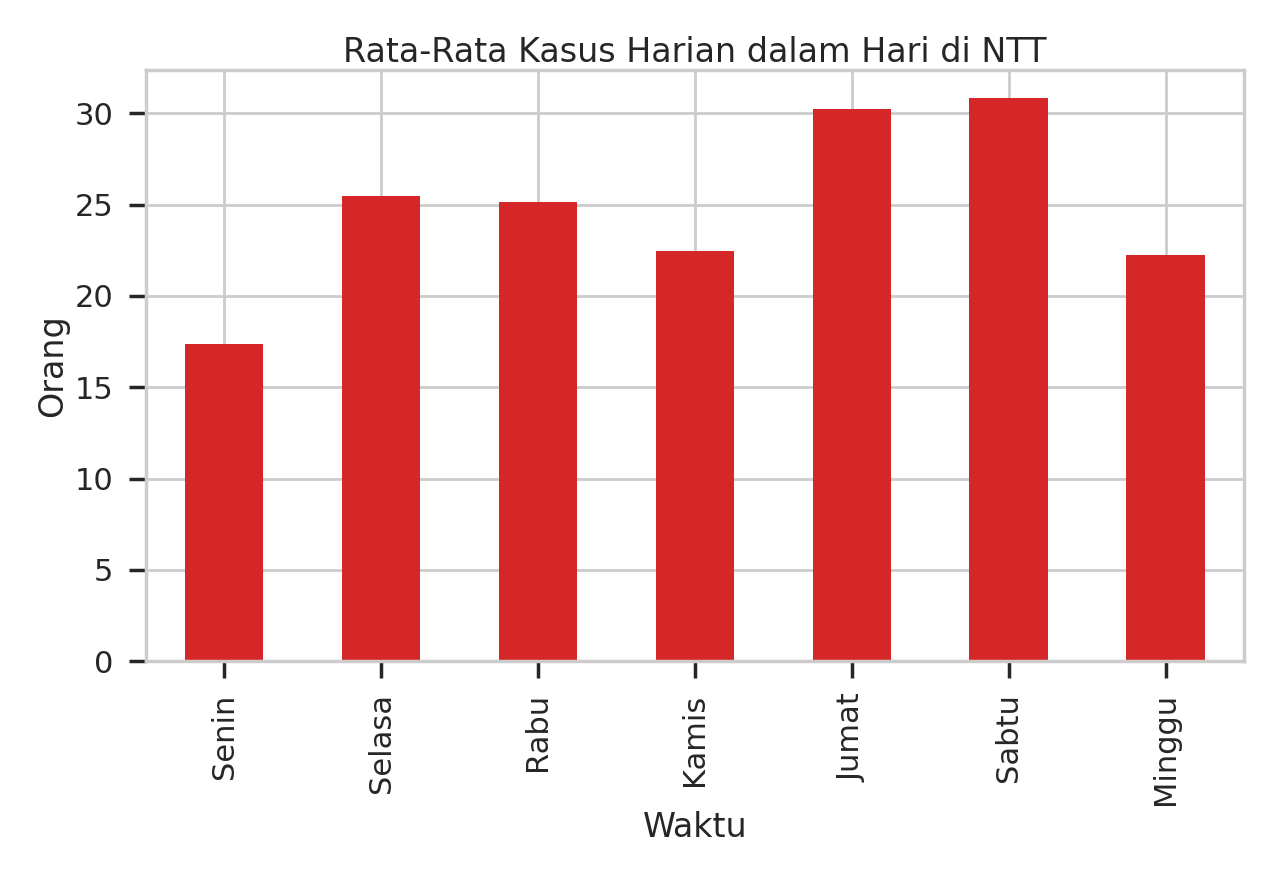 Rata-Rata Kasus Harian dalam Hari di NTT
30
25
20
15
10
5
0
Orang
Senin
Selasa
Rabu
Kamis
Jumat
Sabtu
Minggu
Waktu